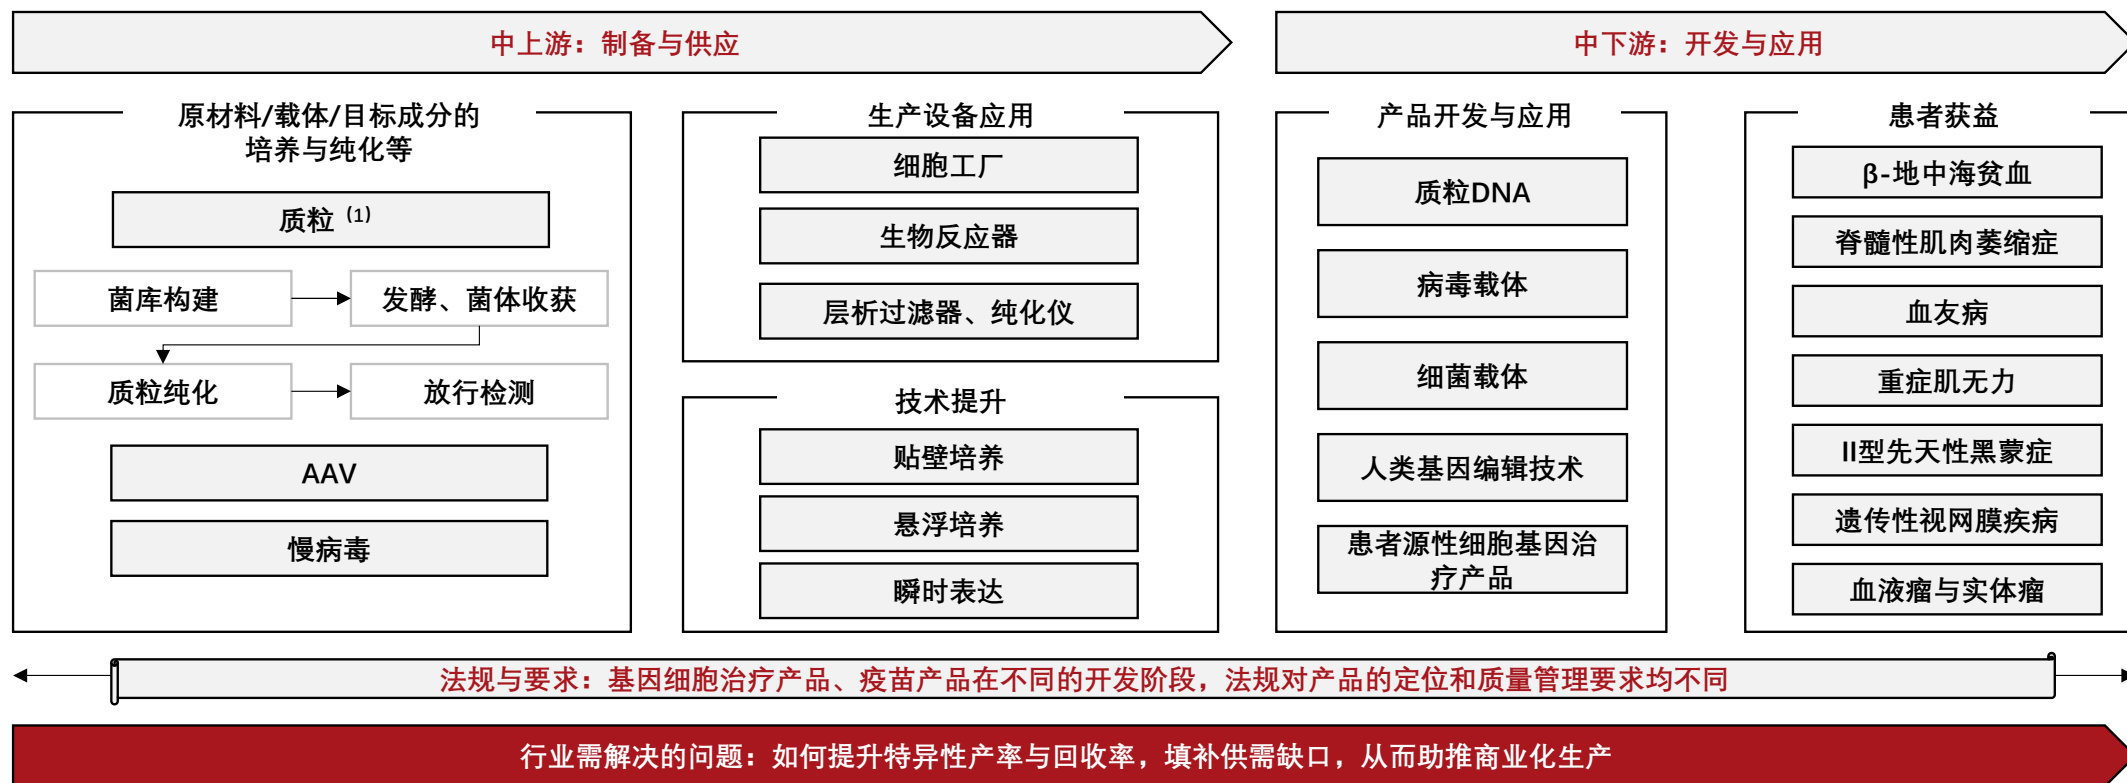 中上游：制备与供应
中下游：开发与应用
原材料/载体/目标成分的
培养与纯化等
质粒 (1)
菌库构建
发酵、菌体收获
质粒纯化
放行检测
AAV
慢病毒
生产设备应用
细胞工厂
生物反应器
层析过滤器、纯化仪
技术提升
贴壁培养
悬浮培养
瞬时表达
产品开发与应用
质粒DNA
病毒载体
细菌载体
人类基因编辑技术
患者源性细胞基因治
疗产品
患者获益
β-地中海贫血
脊髓性肌肉萎缩症
血友病
重症肌无力
II型先天性黑蒙症
遗传性视网膜疾病
血液瘤与实体瘤
法规与要求：基因细胞治疗产品、疫苗产品在不同的开发阶段，法规对产品的定位和质量管理要求均不同
行业需解决的问题：如何提升特异性产率与回收率，填补供需缺口，从而助推商业化生产